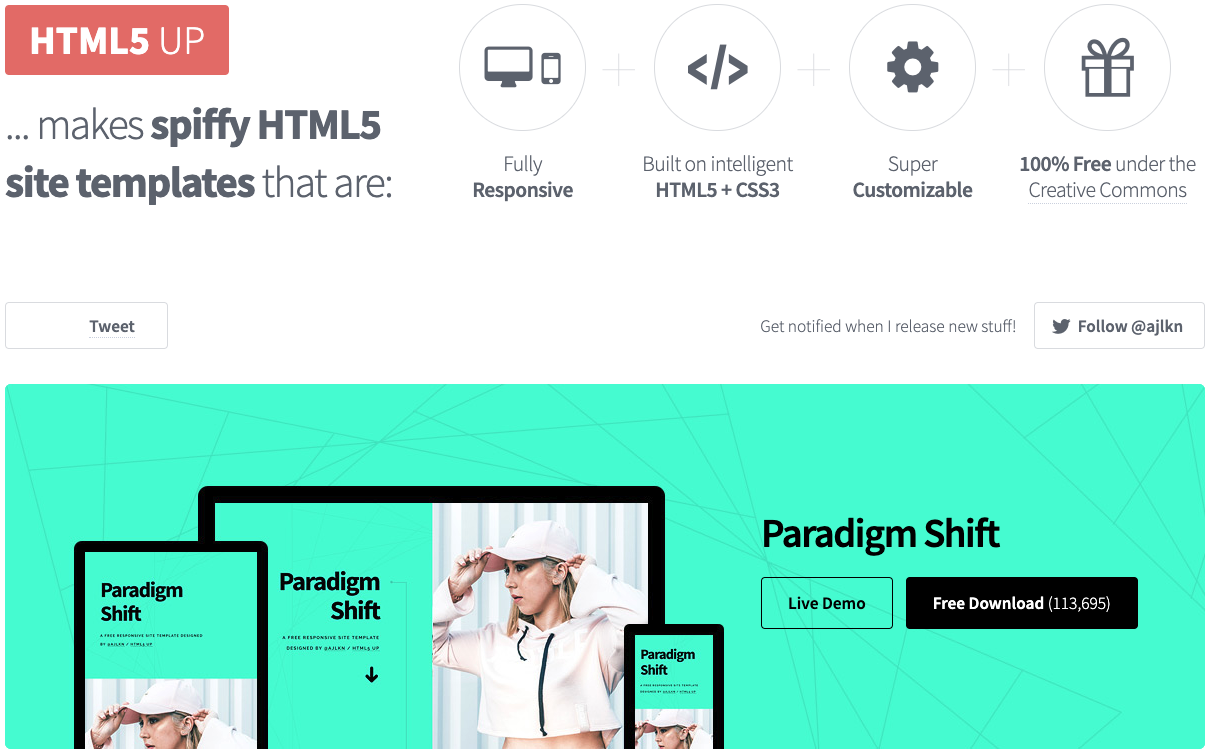 HTML5 UP
... makes spiffy HTML5
site templates that are:
Fully
Responsive
Built on intelligent
HTML5 + CSS3
Super
Customizable
100% Free under the
Creative Commons
Tweet
Get notified when I release new stuff!
Follow @ajlkn
Paradigm
Shift
A FREE RESPONSIVE SITE TEMPLATE DESIGNED
BY @AJLKN / HTML5 UP
Paradigm
Shift
A FREE RESPONSIVE SITE TEMPLATE
DESIGNED BY @AJLKN / HTML5 UP
Paradigm
Shift
A FREE RESPONSIVE SITE TEMPLATE
DESIGNED BY @AJLKN / HTML5 UP
Paradigm Shift
Live Demo
Free Download (113,695)